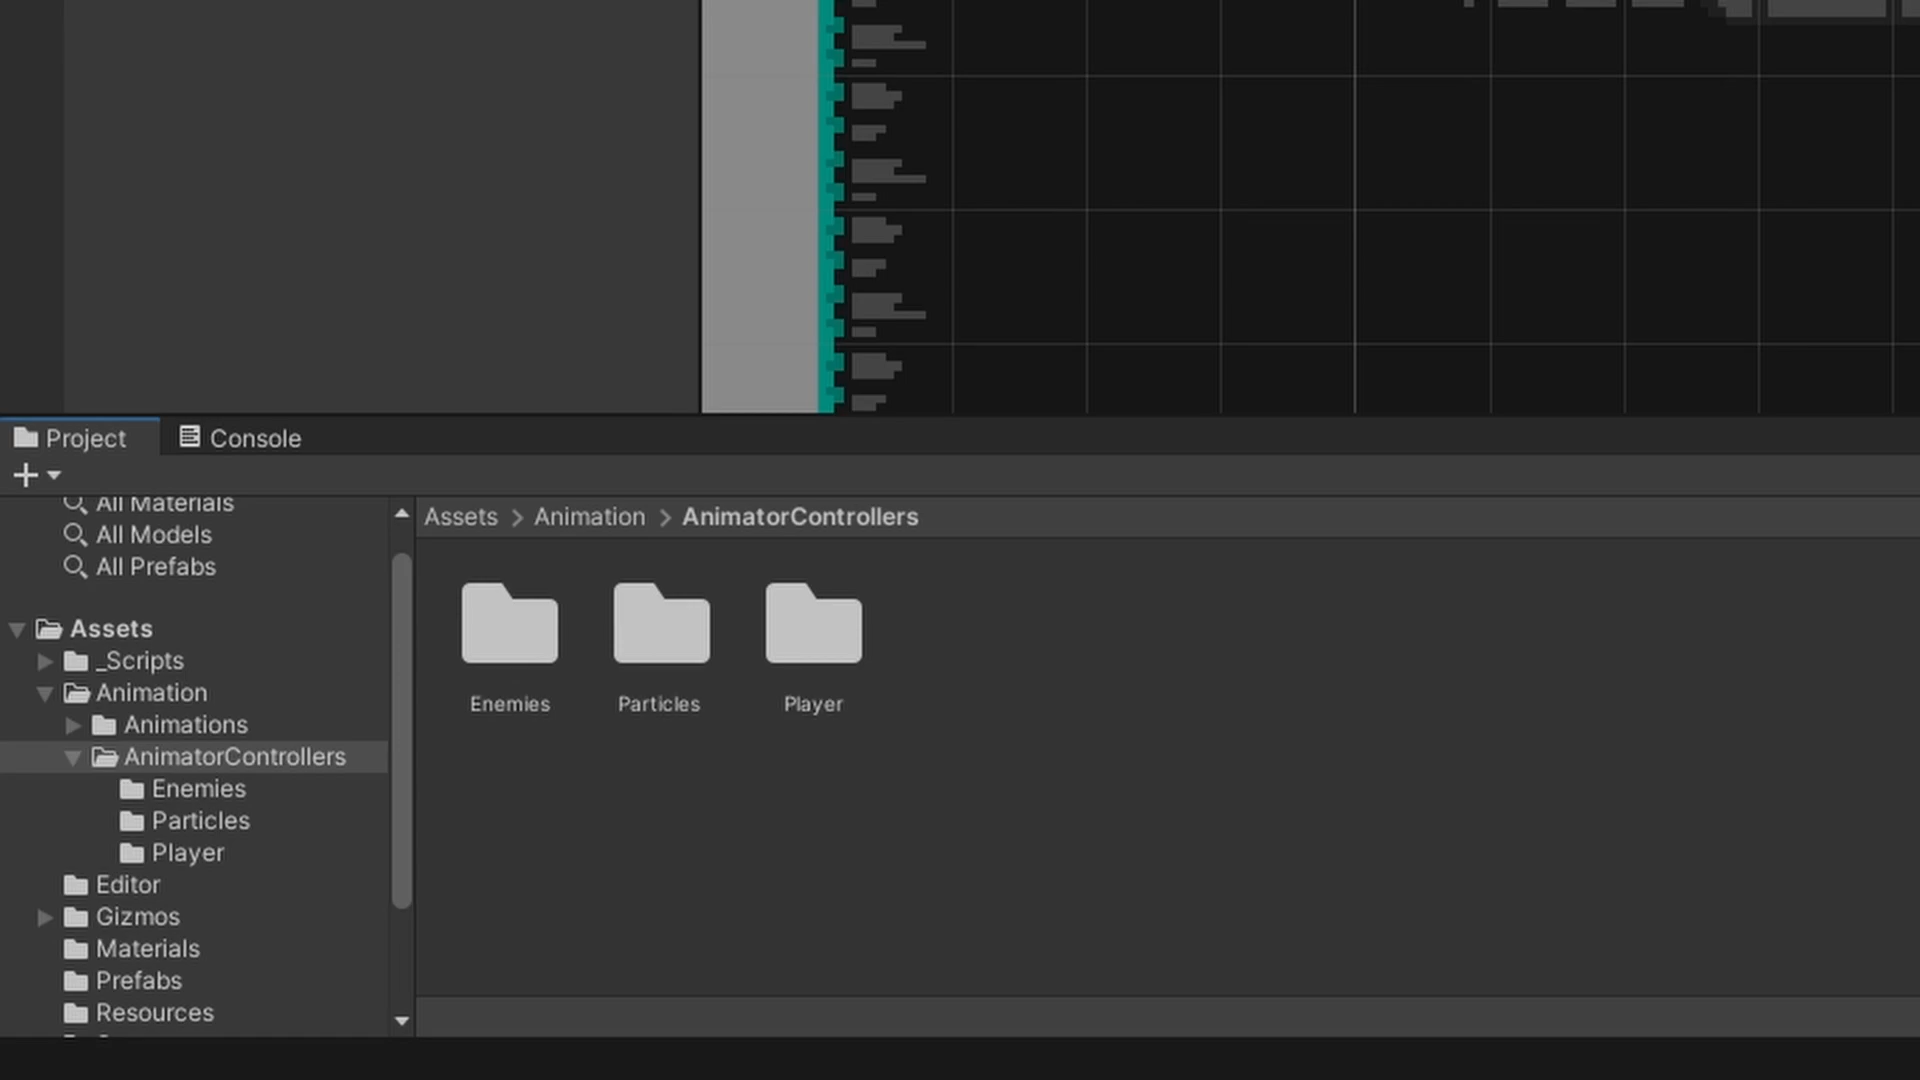 Project
Console
All Materials
All Models
All Prefabs
Assets
_Scripts
Animation
Animations
AnimatorControllers
Enemies
Particles
Player
Editor
Gizmos
Materials
Prefabs
Resources
Assets > Animation > AnimatorControllers
Enemies
Particles
Player